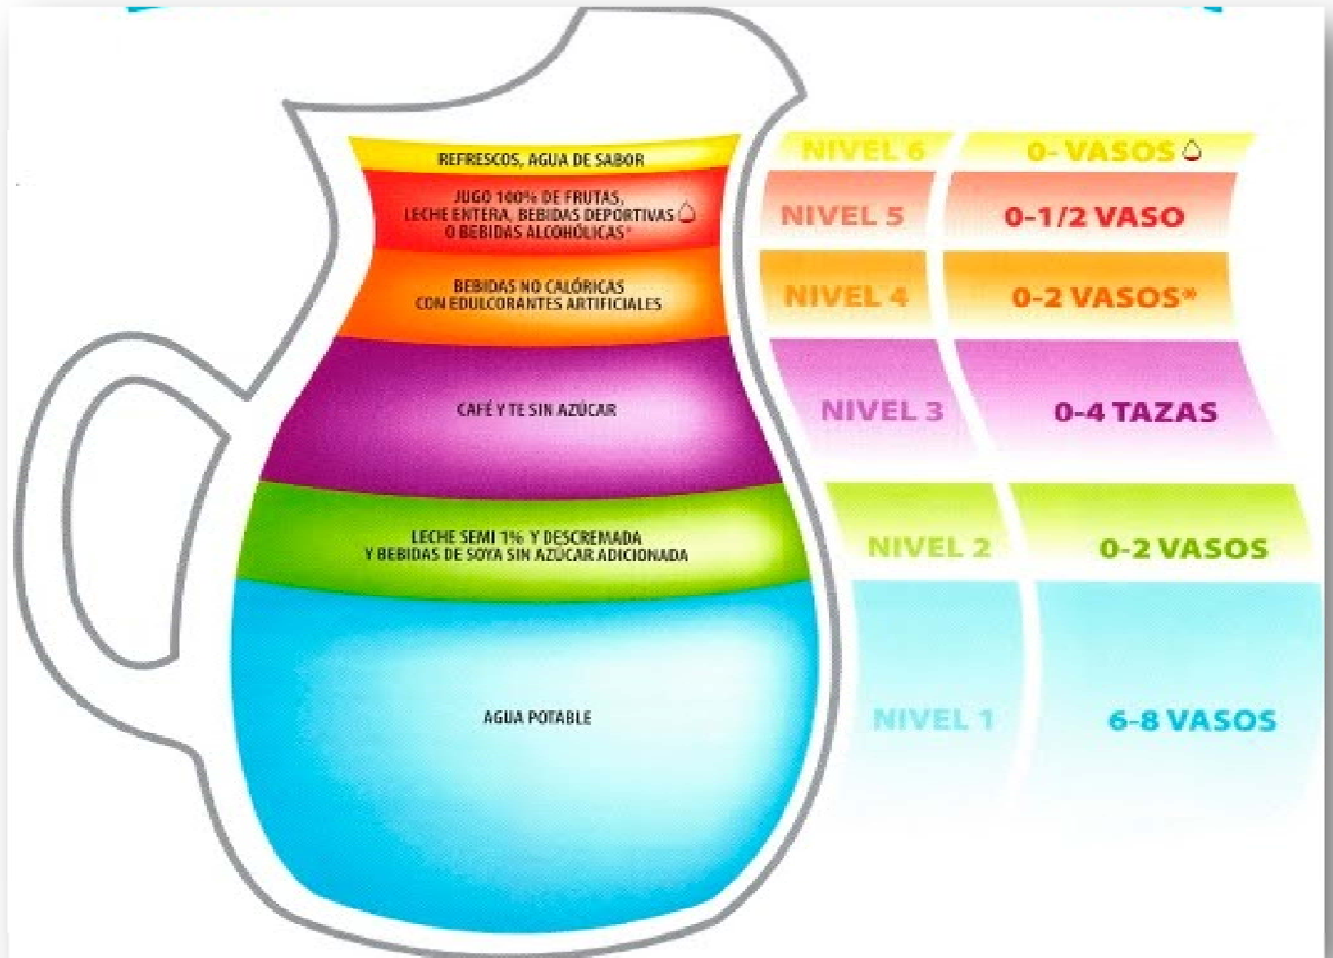 REFRESCOS, AGUA DE SABOR
NIVEL 6
0- VASOS
JUGO 100% DE FRUTAS,
LECHE ENTERA, BEBIDAS DEPORTIVAS
O BEBIDAS ALCOHÓLICAS*
NIVEL 5
0-1/2 VASO
BEBIDAS NO CALÓRICAS
CON EDULCORANTES ARTIFICIALES
NIVEL 4
0-2 VASOS*
CAFÉ Y TE SIN AZÚCAR
NIVEL 3
0-4 TAZAS
LECHE SEMI 1% Y DESCREMADA
Y BEBIDAS DE SOYA SIN AZÚCAR ADICIONADA
NIVEL 2
0-2 VASOS
AGUA POTABLE
NIVEL 1
6-8 VASOS